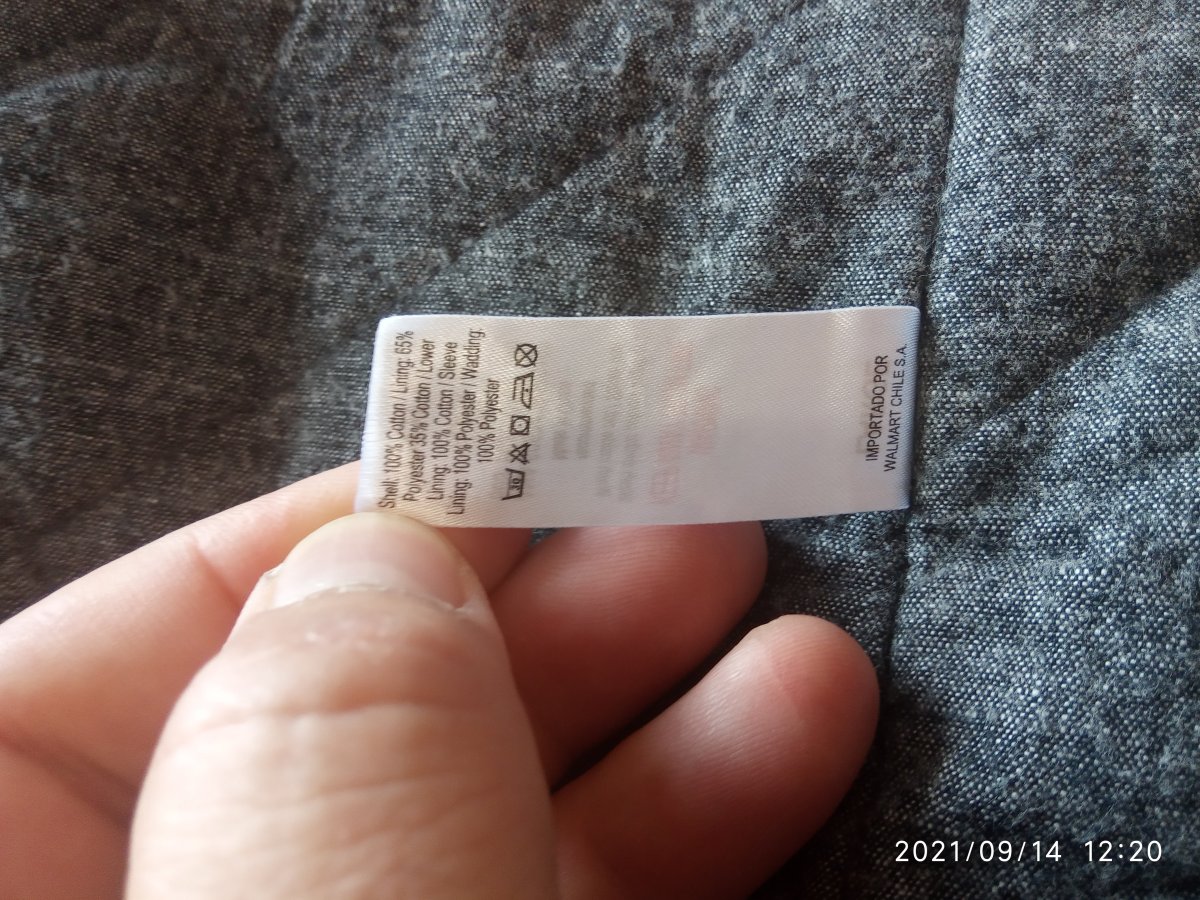 Shell: 100% Cotton / Lining: 65%
Polyester 35% Cotton / Lower
Lining: 100% Cotton / Sleeve
Lining: 100% Polyester / Wadding:
100% Polyester
30
IMPORTADO POR
WALMART CHILE S.A.
2021/09/14 12:20